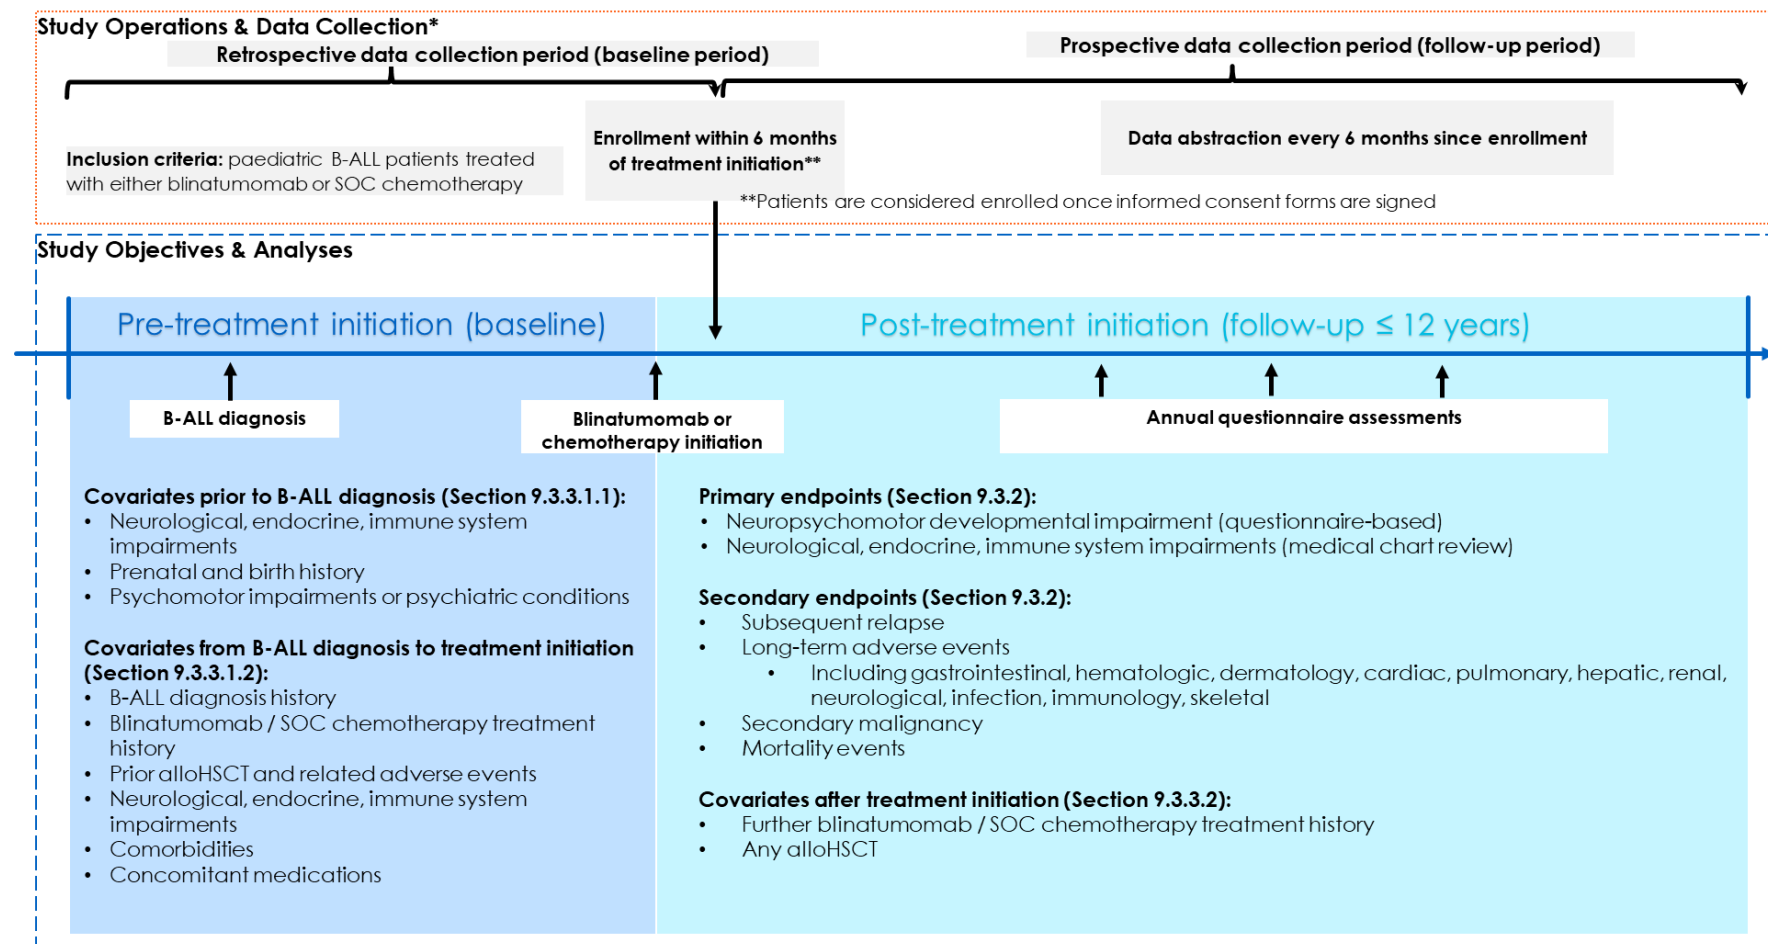 Study Operations & Data Collection*
Retrospective data collection period (baseline period)
Prospective data collection period (follow-up period)
Enrollment within 6 months
of treatment initiation**
Data abstraction every 6 months since enrollment
Inclusion criteria: paediatric B-ALL patients treated
with either blinatumomab or SOC chemotherapy
**Patients are considered enrolled once informed consent forms are signed
Study Objectives & Analyses
Pre-treatment initiation (baseline)
Post-treatment initiation (follow-up ≤ 12 years)
B-ALL diagnosis
Blinatumomab or
chemotherapy initiation
Annual questionnaire assessments
Covariates prior to B-ALL diagnosis (Section 9.3.3.1.1):
• Neurological, endocrine, immune system
impairments
• Prenatal and birth history
• Psychomotor impairments or psychiatric conditions
Covariates from B-ALL diagnosis to treatment initiation
(Section 9.3.3.1.2):
• B-ALL diagnosis history
• Blinatumomab / SOC chemotherapy treatment
history
• Prior alloHSCT and related adverse events
• Neurological, endocrine, immune system
impairments
• Comorbidities
• Concomitant medications
Primary endpoints (Section 9.3.2):
• Neuropsychomotor developmental impairment (questionnaire-based)
• Neurological, endocrine, immune system impairments (medical chart review)
Secondary endpoints (Section 9.3.2):
• Subsequent relapse
• Long-term adverse events
• Including gastrointestinal, hematologic, dermatology, cardiac, pulmonary, hepatic, renal,
neurological, infection, immunology, skeletal
• Secondary malignancy
• Mortality events
Covariates after treatment initiation (Section 9.3.3.2):
• Further blinatumomab / SOC chemotherapy treatment history
• Any alloHSCT